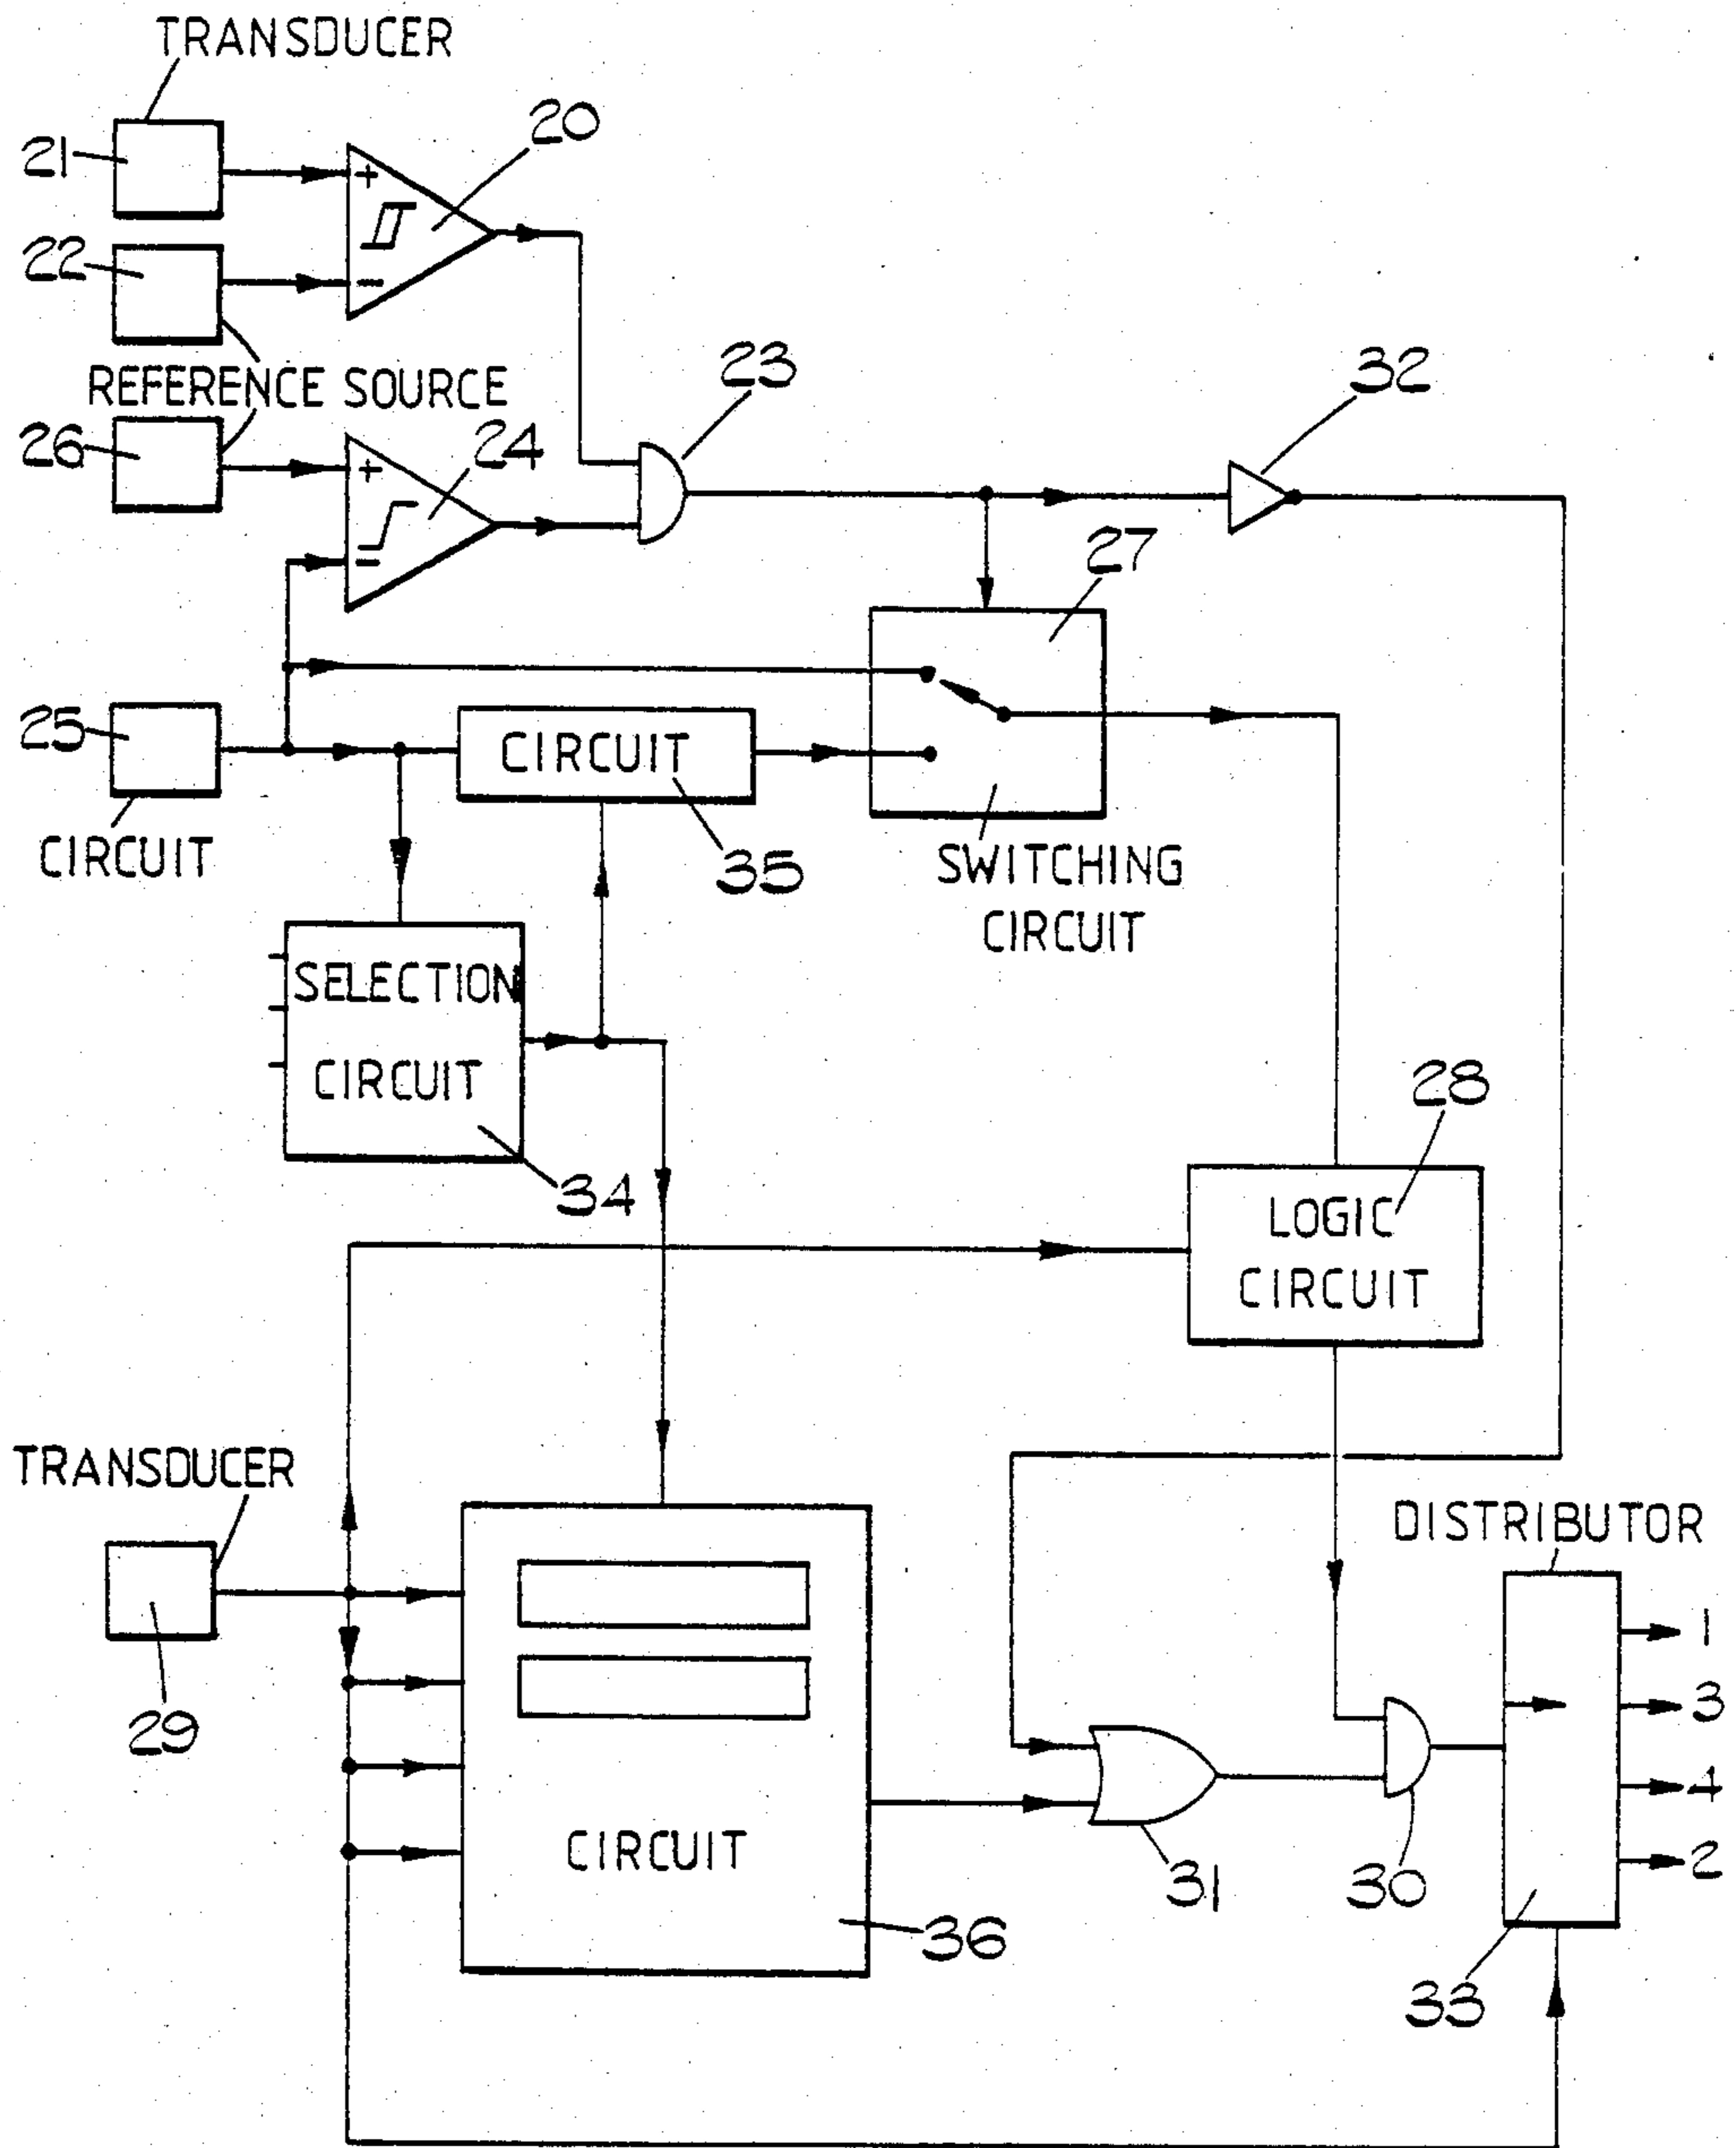 TRANSDUCER
20
21
+
22
−
REFERENCE SOURCE
23
32
26
24
+
−
27
25
CIRCUIT
CIRCUIT
35
SWITCHING
CIRCUIT
SELECTION
CIRCUIT
34
28
LOGIC
CIRCUIT
TRANSDUCER
DISTRIBUTOR
29
1
3
4
2
CIRCUIT
31
30
36
33